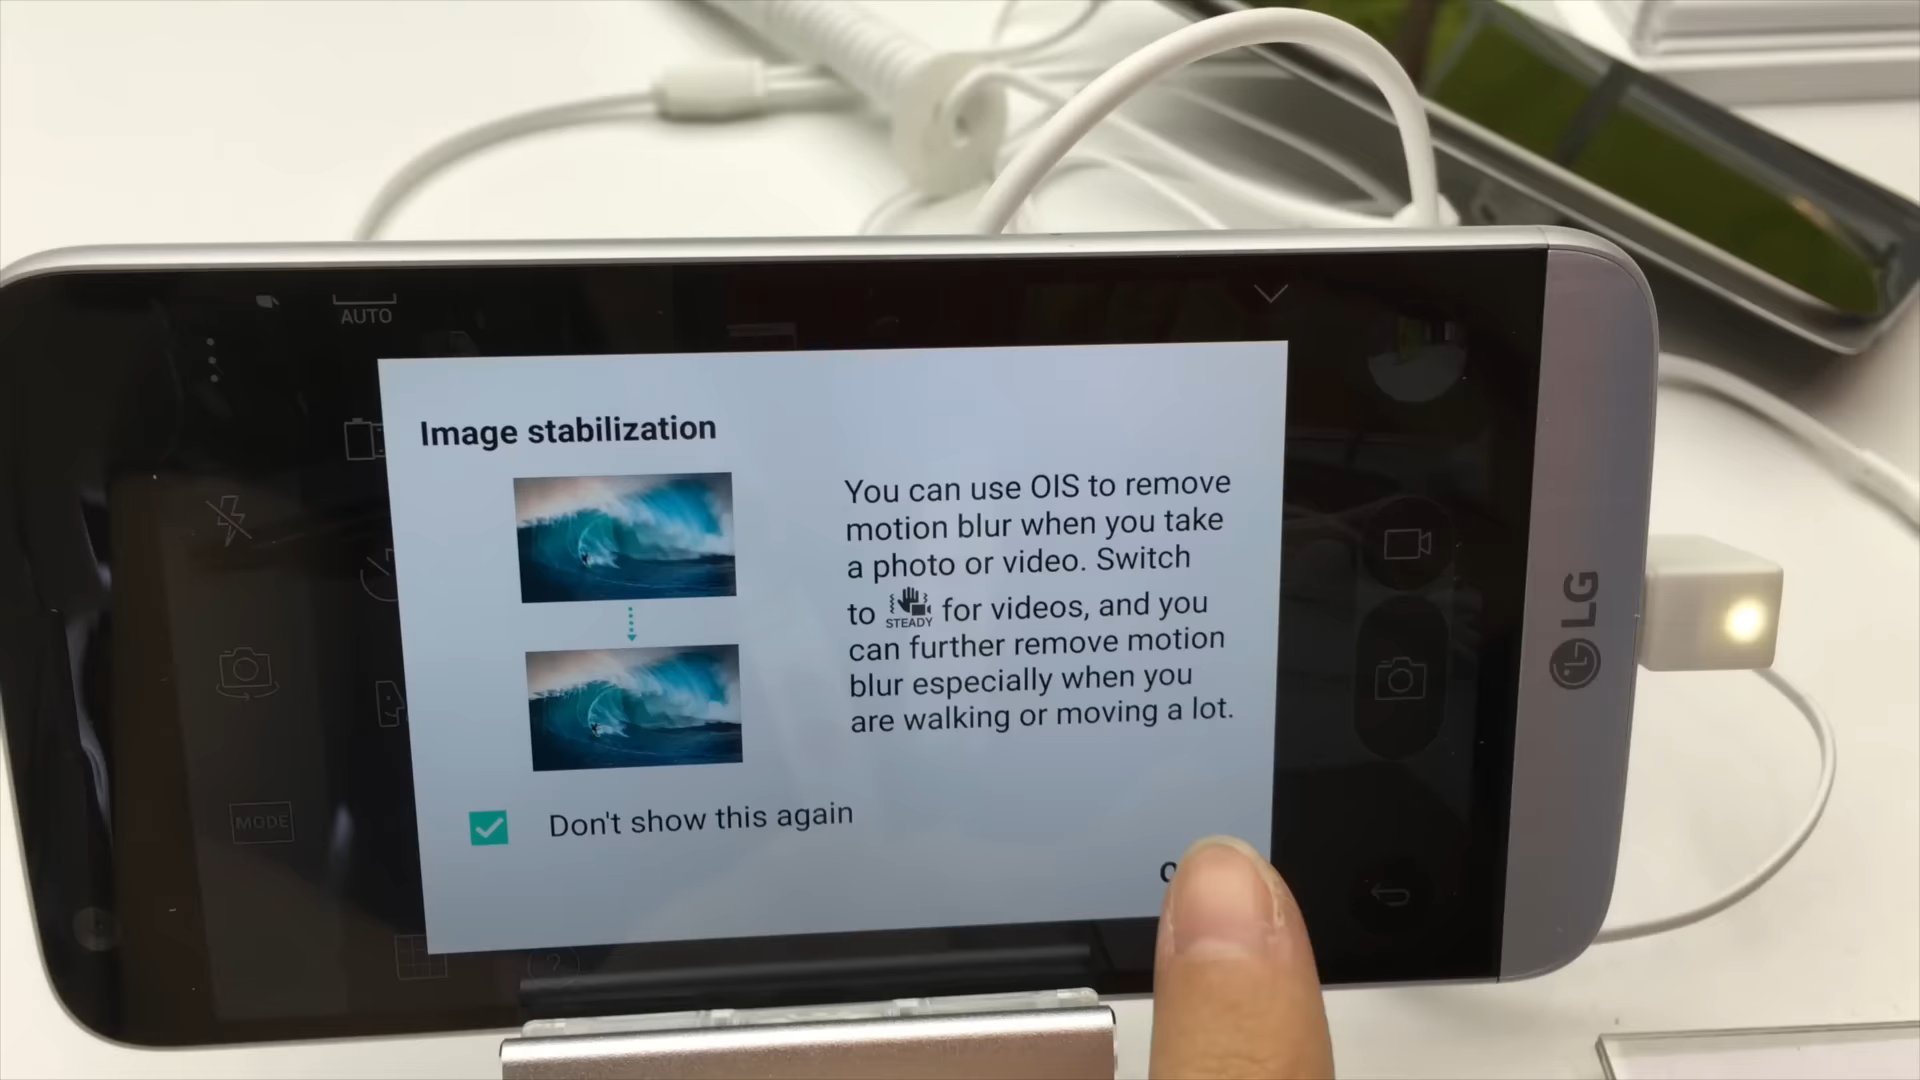 AUTO
Image stabilization
You can use OIS to remove
motion blur when you take
a photo or video. Switch
to STEADY for videos, and you
can further remove motion
blur especially when you
are walking or moving a lot.
Don't show this again
MODE
LG